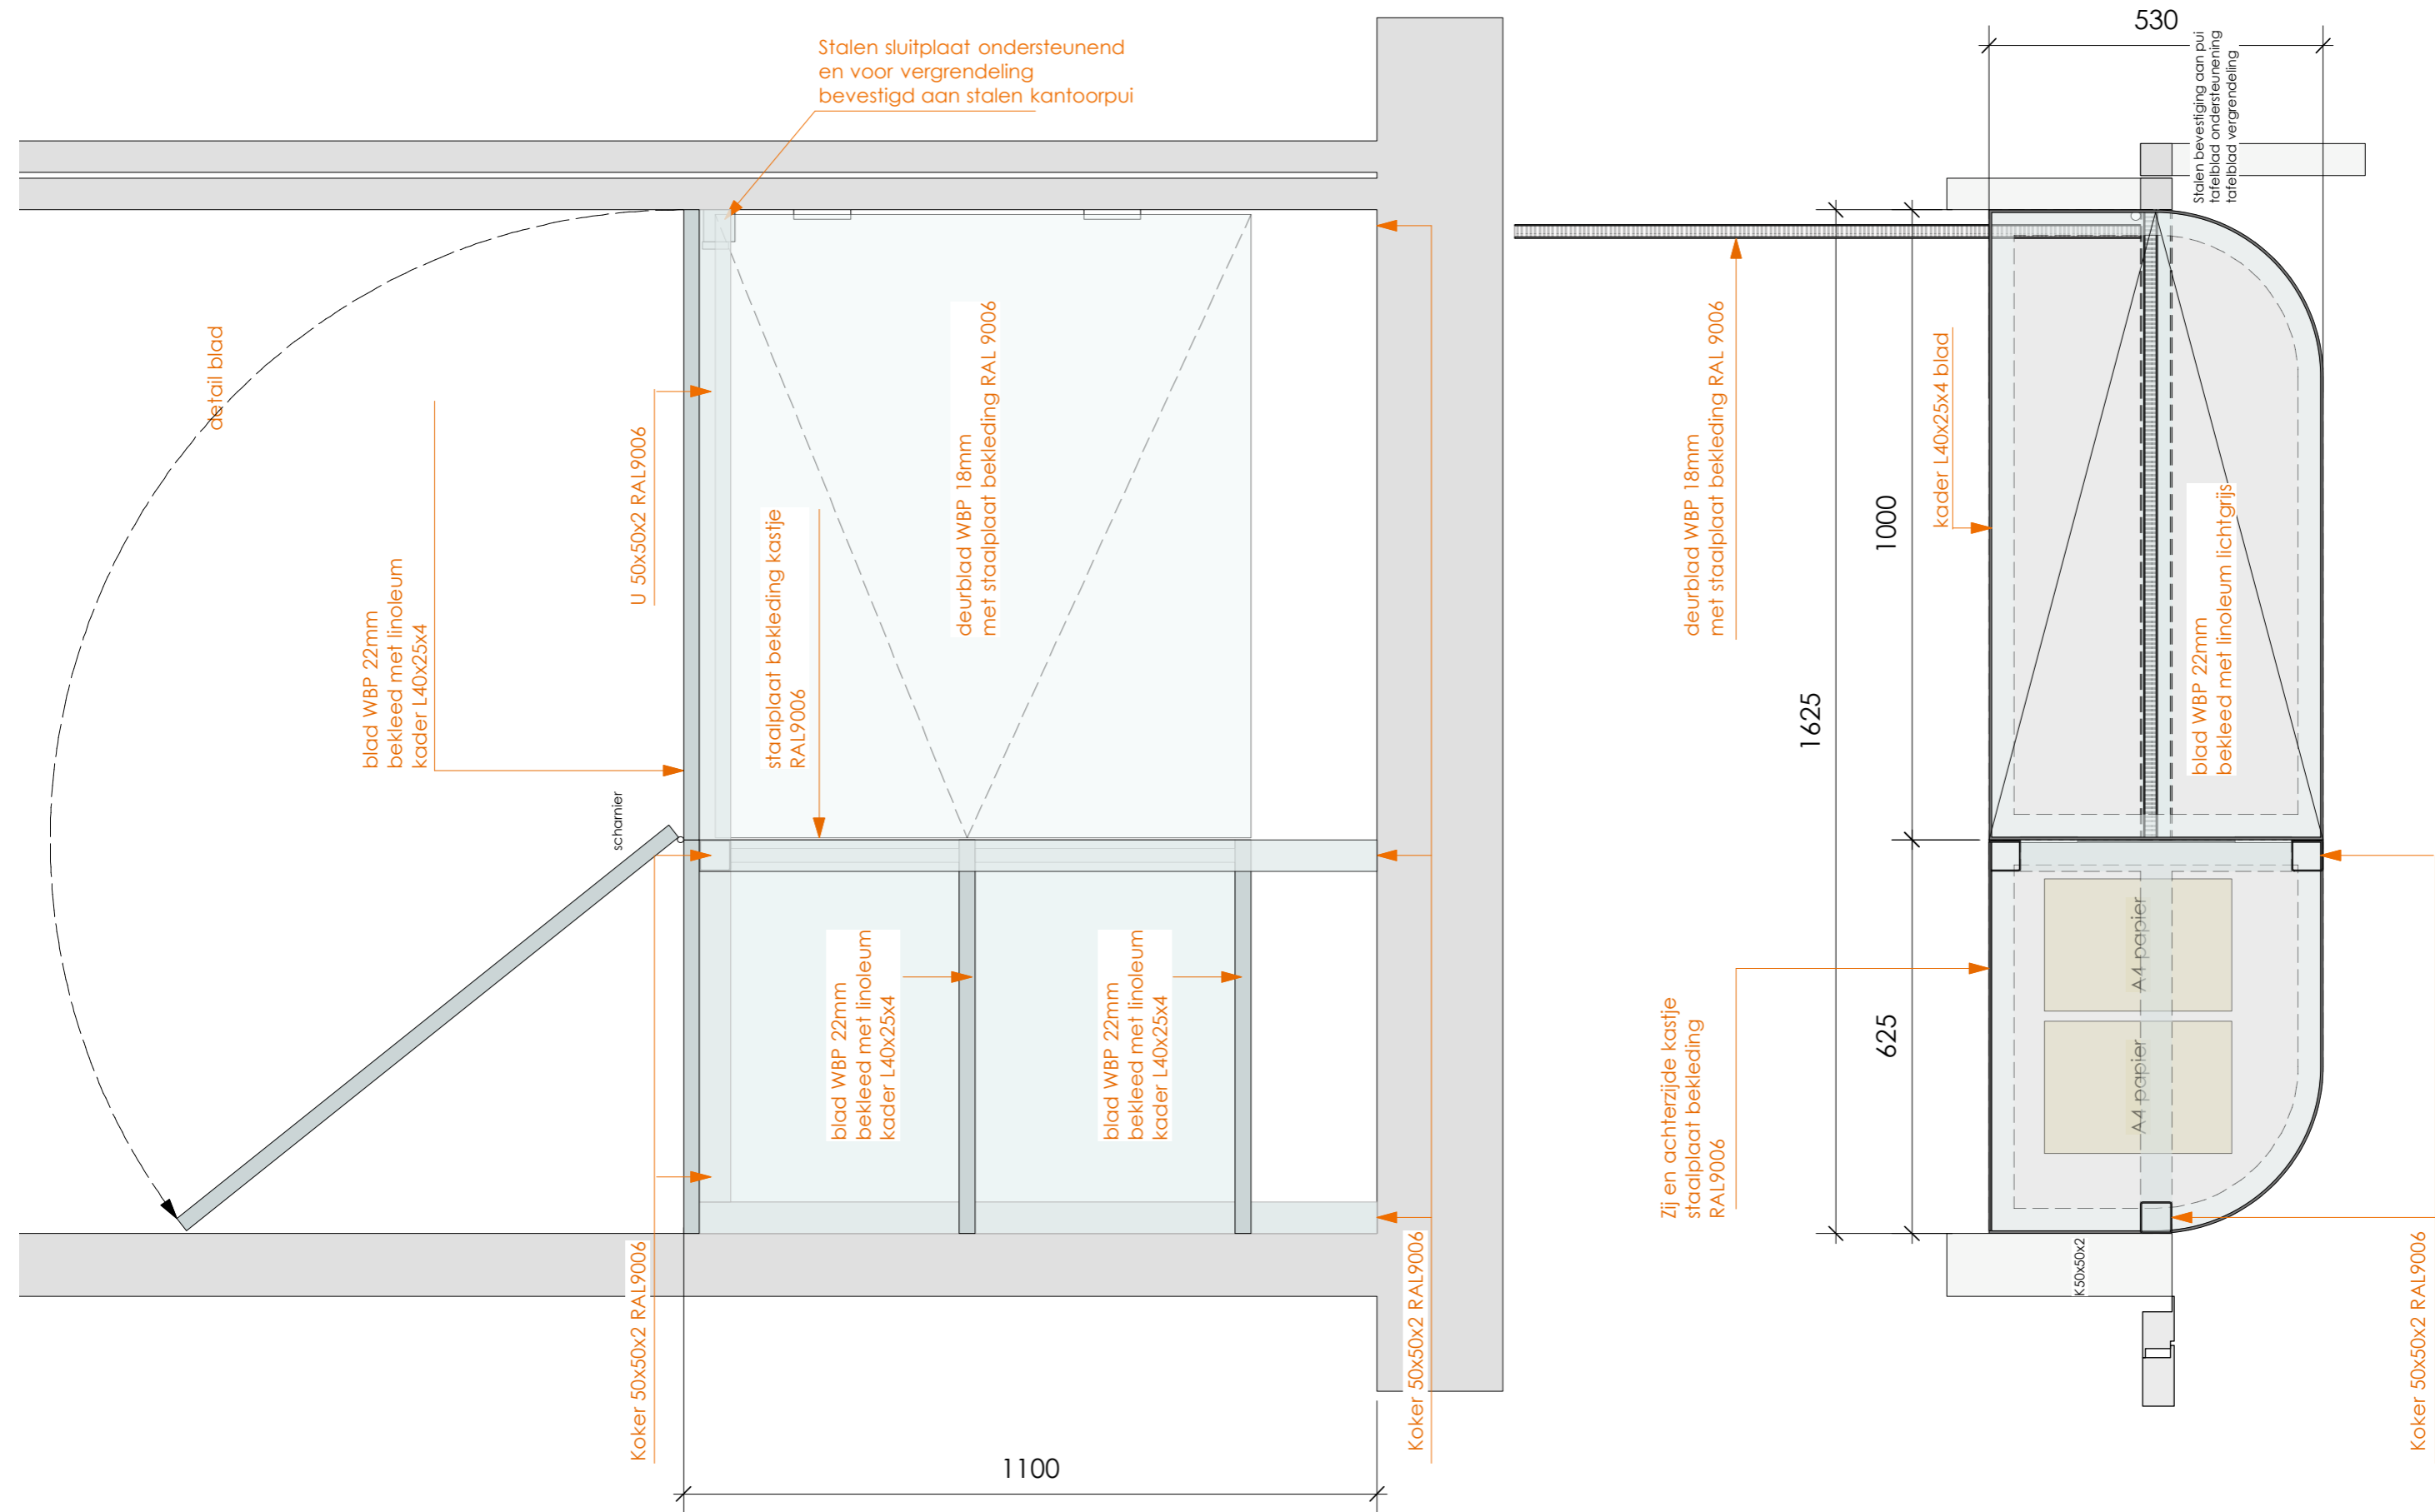 Stalen sluitplaat ondersteunend
en voor vergrendeling
bevestigd aan stalen kantoorpui
detail blad
blad WBP 22mm
bekleed met linoleum
kader L40x25x4
scharnier
U 50x50x2 RAL9006
staalplaat bekleding kastje
RAL9006
deurblad WBP 18mm
met staalplaat bekleding RAL 9006
blad WBP 22mm
bekleed met linoleum
kader L40x25x4
blad WBP 22mm
bekleed met linoleum
kader L40x25x4
Koker 50x50x2 RAL9006
Koker 50x50x2 RAL9006
1100
530
Stalen bevestiging aan pui
tafelblad ondersteunening
tafelblad vergrendeling
deurblad WBP 18mm
met staalplaat bekleding RAL 9006
kader L40x25x4 blad
1625
1000
625
blad WBP 22mm
bekleed met linoleum lichtgrijs
A4 papier
A4 papier
Zij en achterzijde kastje
staalplaat bekleding
RAL9006
K50x50x2
Koker 50x50x2 RAL9006